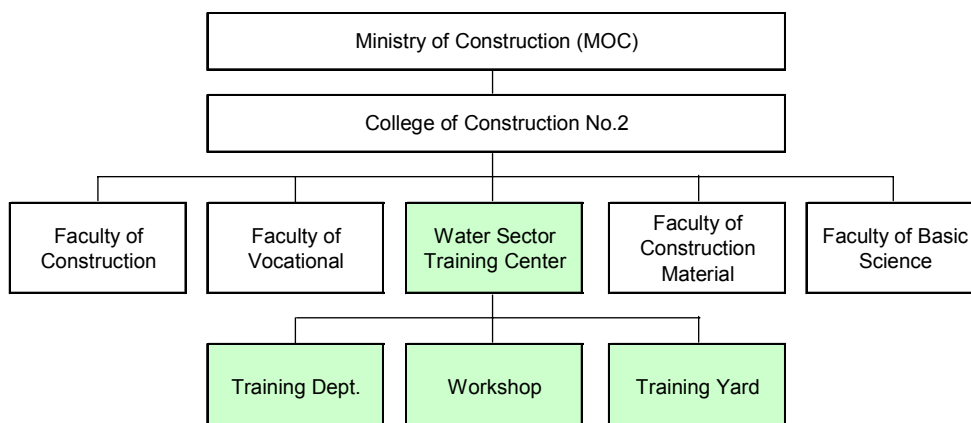 Ministry of Construction (MOC)
College of Construction No.2
Faculty of
Construction
Faculty of
Vocational
Water Sector
Training Center
Faculty of
Construction
Material
Faculty of Basic
Science
Training Dept.
Workshop
Training Yard